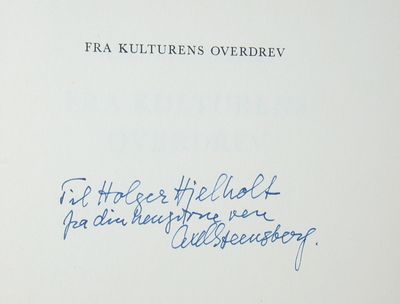 FRA KULTURENS OVERDREV
Til Holger Hjelholt
fra din hengivne ven
Axel Steensberg.